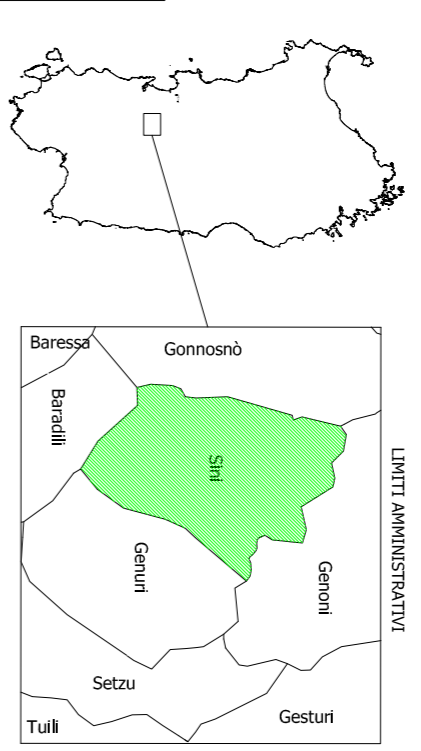 Baressa
Gonnosnò
Baradili
Sini
LIMITI AMMINISTRATIVI
Genuri
Genoni
Setzu
Gesturi
Tuili